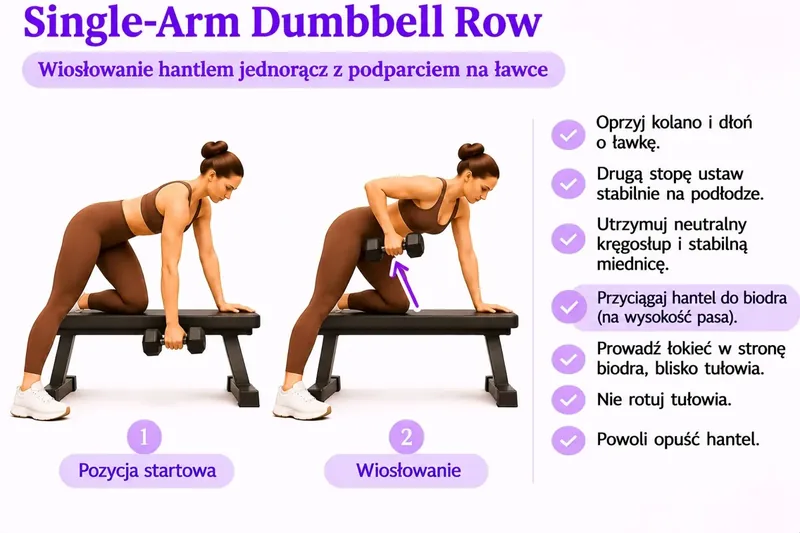 Single-Arm Dumbbell Row
Wiosłowanie hantlem jednorącz z podparciem na ławce
Oprzyj kolano i dłoń
o ławkę.
Drugą stopę ustaw
stabilnie na podłodze.
Utrzymuj neutralny
kręgosłup i stabilną
miednicę.
Przyciągaj hantel do biodra
(na wysokość pasa).
Prowadź łokieć w stronę
biodra, blisko tułowia.
Nie rotuj tułowia.
Powoli opuść hantel.
1
Pozycja startowa
2
Wiosłowanie